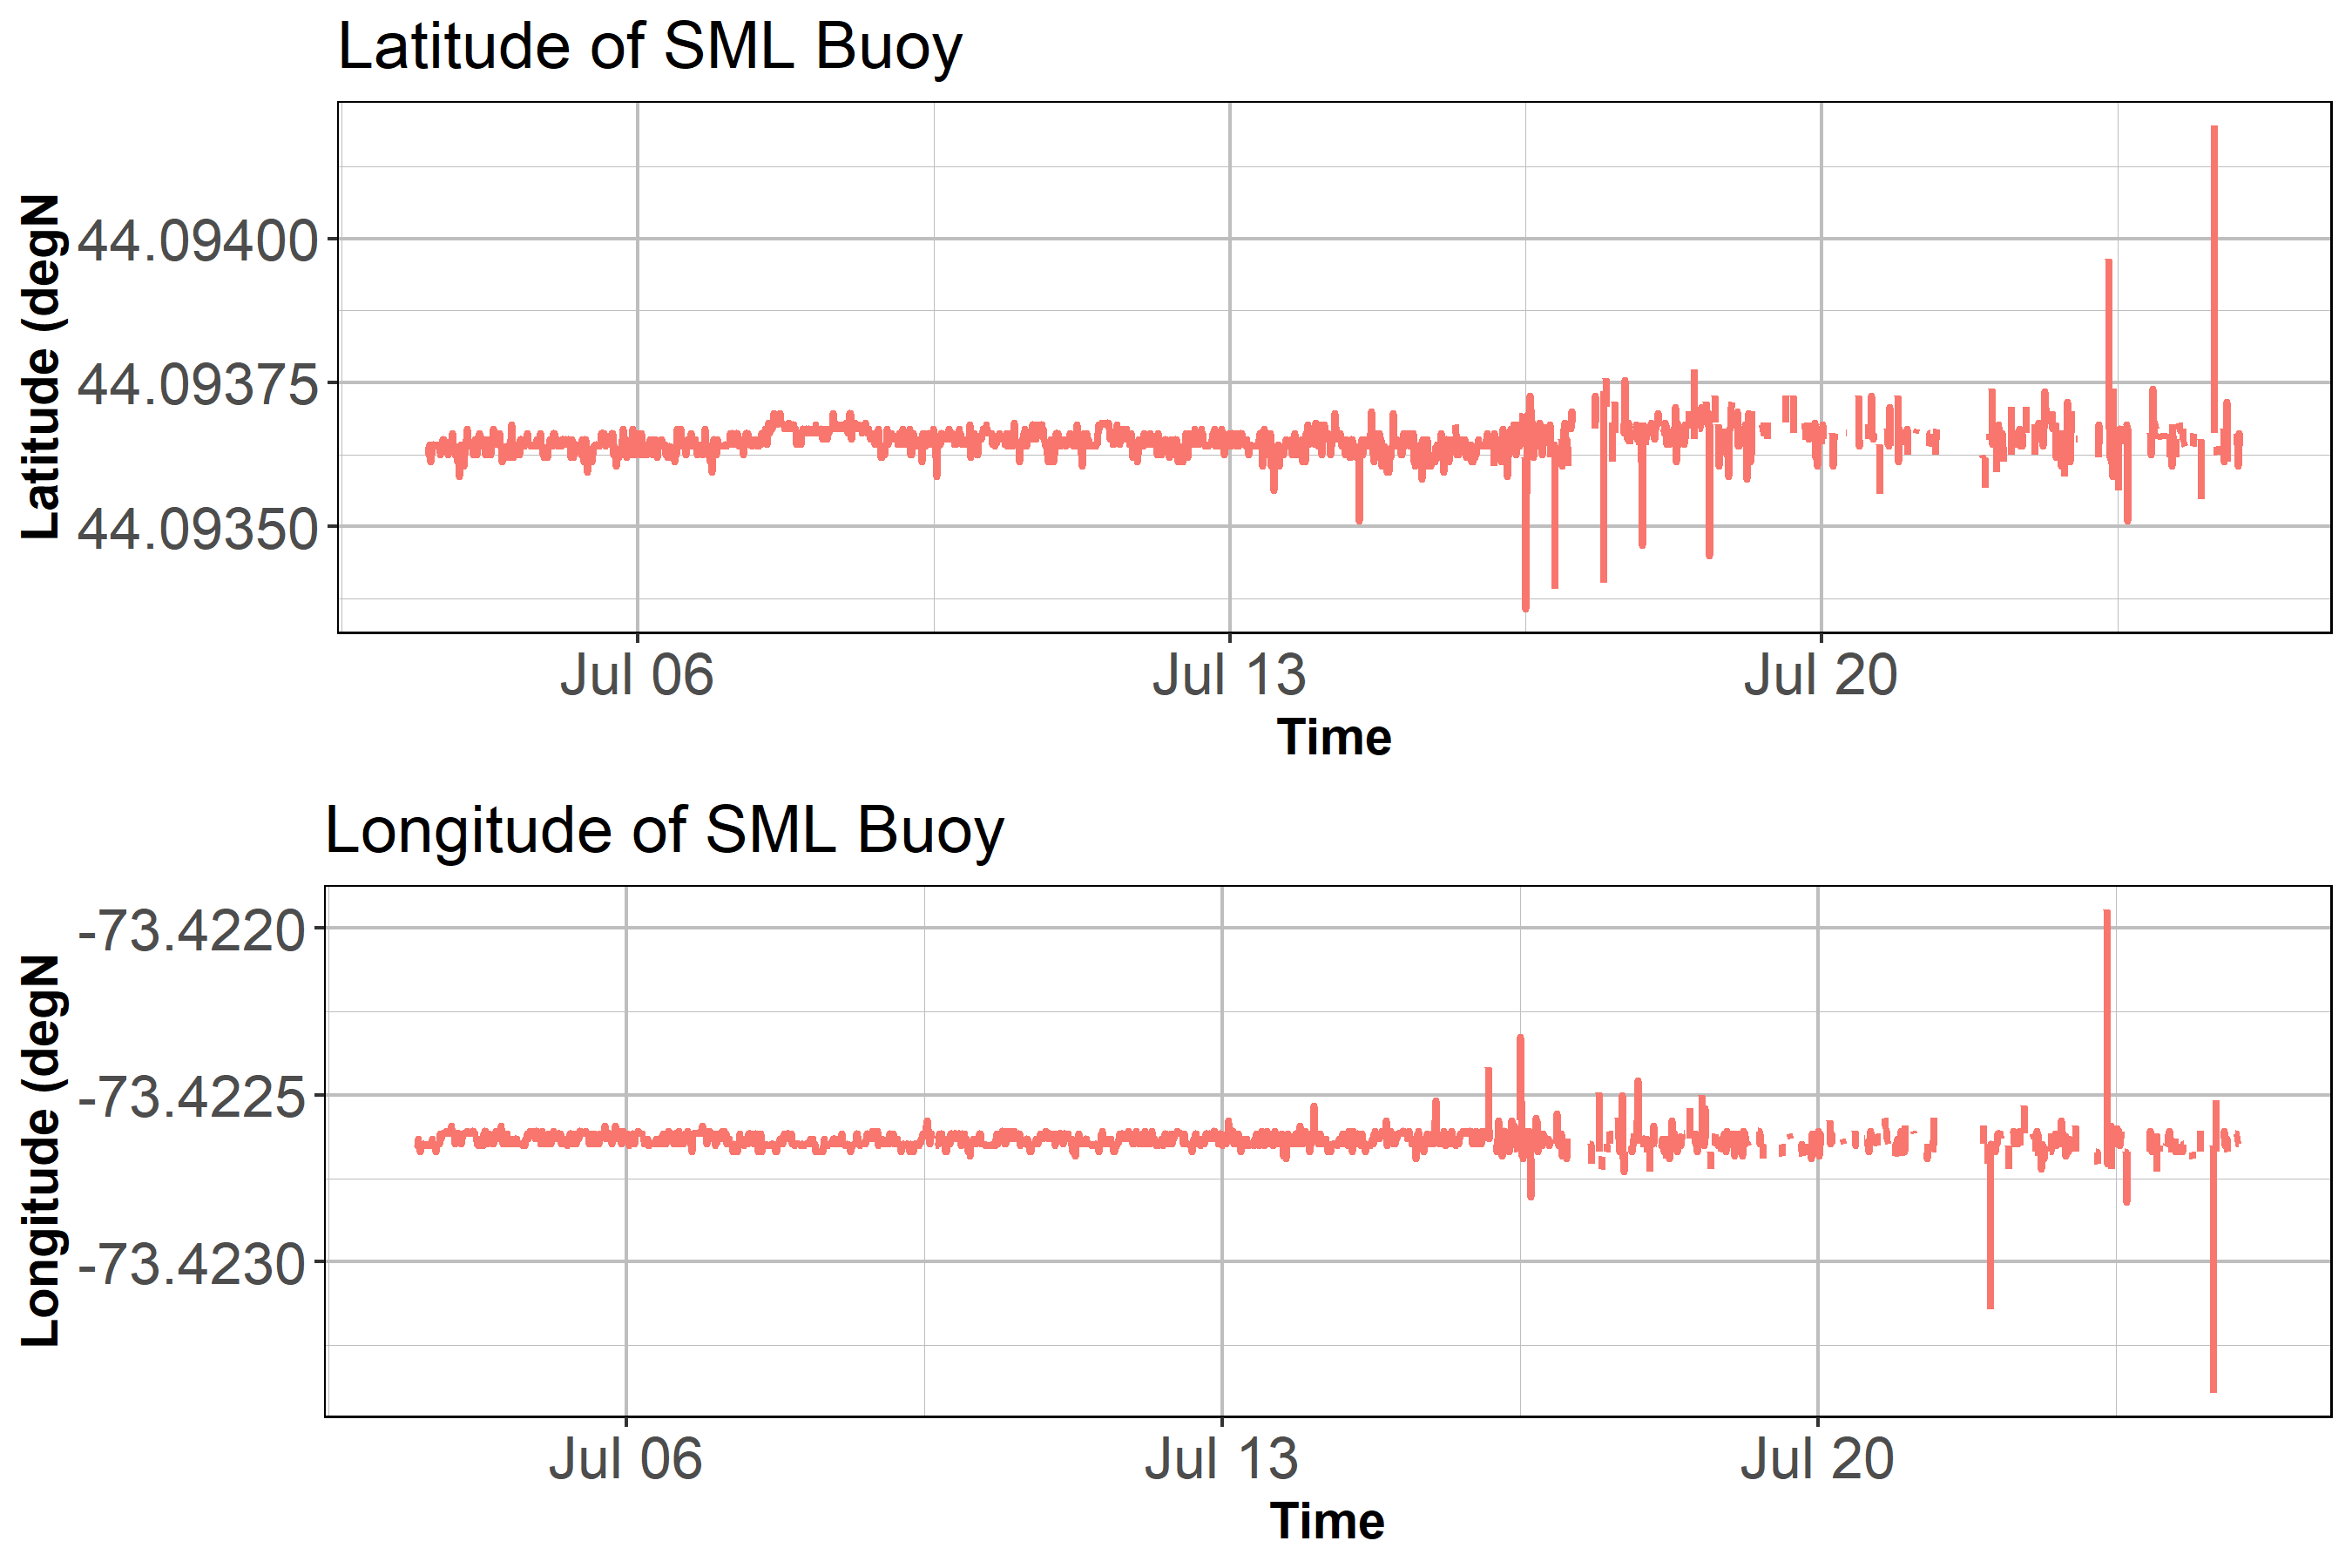 Latitude of SML Buoy
Latitude (degN
44.09400
44.09375
44.09350
Jul 06 Jul 13 Jul 20
Time
Longitude of SML Buoy
Longitude (degN
-73.4220
-73.4225
-73.4230
Jul 06 Jul 13 Jul 20
Time